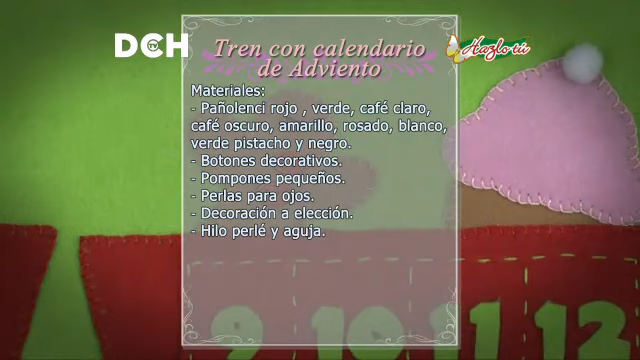 DCH TV
Hazlo tú
Tren con calendario
de Adviento
Materiales:
- Pañolenci rojo , verde, café claro,
café oscuro, amarillo, rosado, blanco,
verde pistacho y negro.
- Botones decorativos.
- Pompones pequeños.
- Perlas para ojos.
- Decoración a elección.
- Hilo perlé y aguja.
9 10 11 12